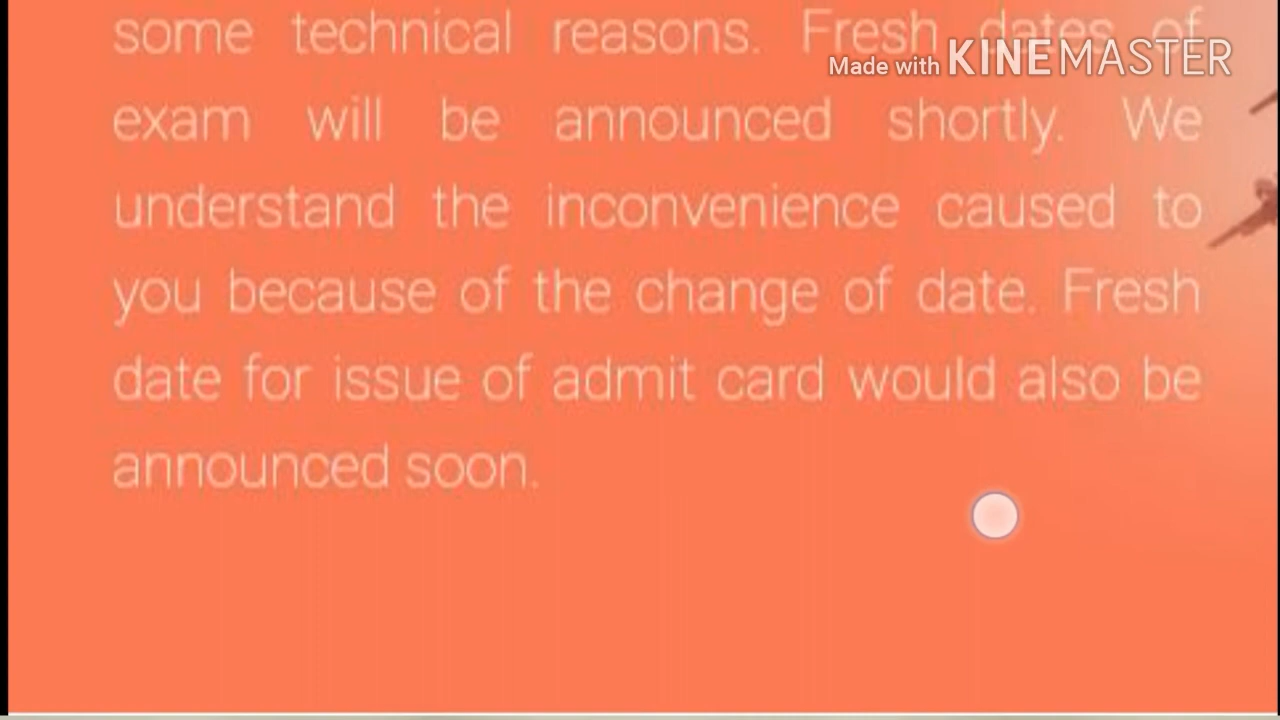 some technical reasons. Fresh dates of
Made with KINEMASTER
exam will be announced shortly. We
understand the inconvenience caused to
you because of the change of date. Fresh
date for issue of admit card would also be
announced soon.